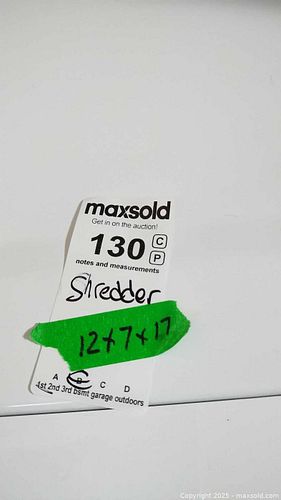 maxsold
Get in on the auction!
130 C
P
notes and measurements
Shredder
12x7x17
A B C D
1st 2nd 3rd bsmt garage outdoors
Copyright 2025 - maxsold.com